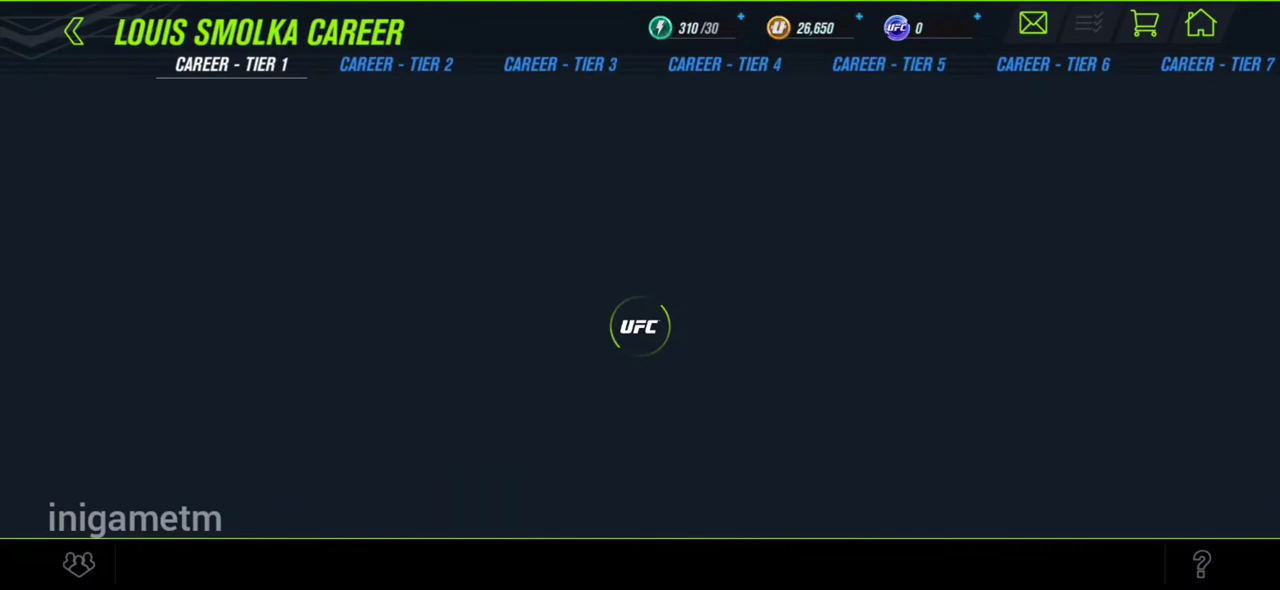 LOUIS SMOLKA CAREER
310/30
26,650
UFC 0
CAREER - TIER 1
CAREER - TIER 2
CAREER - TIER 3
CAREER - TIER 4
CAREER - TIER 5
CAREER - TIER 6
CAREER - TIER 7
UFC
inigametm
?